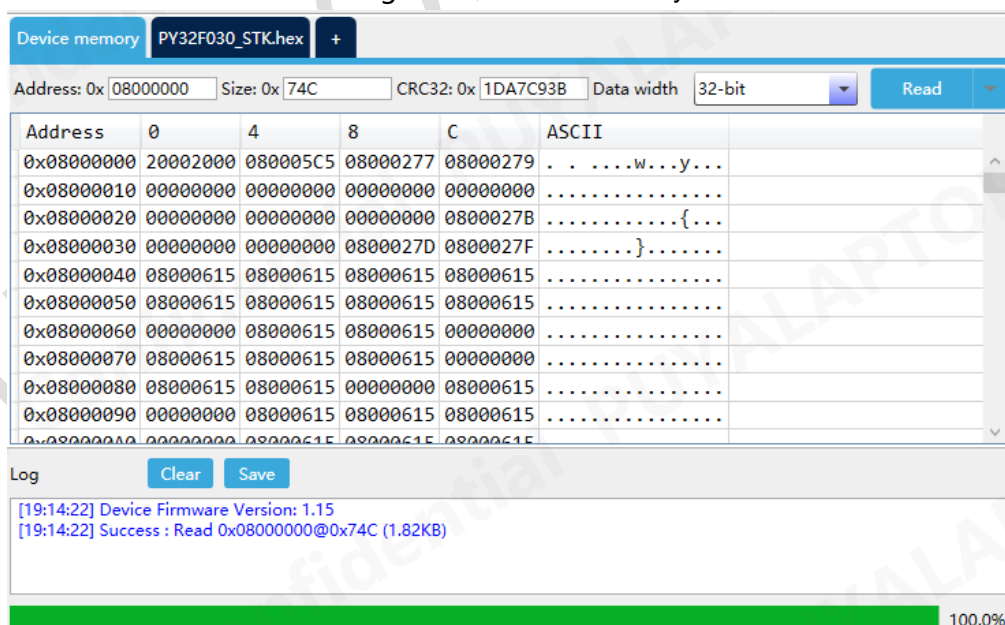 Device memory PY32F030_STK.hex +
Address: 0x 08000000 Size: 0x 74C CRC32: 0x 1DA7C93B Data width 32-bit Read
Address 0 4 8 C ASCII
0x08000000 20002000 080005C5 08000277 08000279 . . ....w...y...
0x08000010 00000000 00000000 00000000 00000000 ................
0x08000020 00000000 00000000 00000000 0800027B ............{...
0x08000030 00000000 00000000 0800027D 0800027F ........}.......
0x08000040 08000615 08000615 08000615 08000615 ................
0x08000050 08000615 08000615 08000615 08000615 ................
0x08000060 00000000 08000615 08000615 00000000 ................
0x08000070 08000615 08000615 08000615 00000000 ................
0x08000080 08000615 08000615 00000000 08000615 ................
0x08000090 00000000 08000615 08000615 08000615 ................
0x080000A0 00000000 08000615 08000615 08000615
Log Clear Save
[19:14:22] Device Firmware Version: 1.15
[19:14:22] Success : Read 0x08000000@0x74C (1.82KB)
100.0%